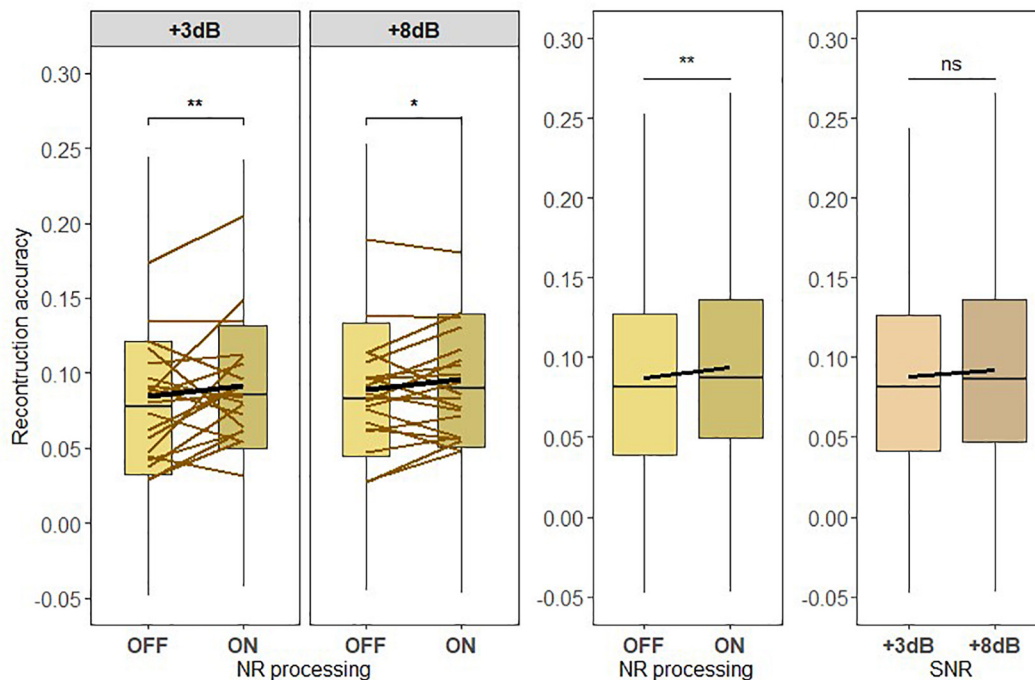 +3dB +8dB
** * ** ns
0.30 0.30 0.30
0.25 0.25 0.25
0.20 0.20 0.20
0.15 0.15 0.15
0.10 0.10 0.10
0.05 0.05 0.05
0.00 0.00 0.00
-0.05 -0.05 -0.05
Recontruction accuracy
OFF ON OFF ON OFF ON +3dB +8dB
NR processing NR processing SNR